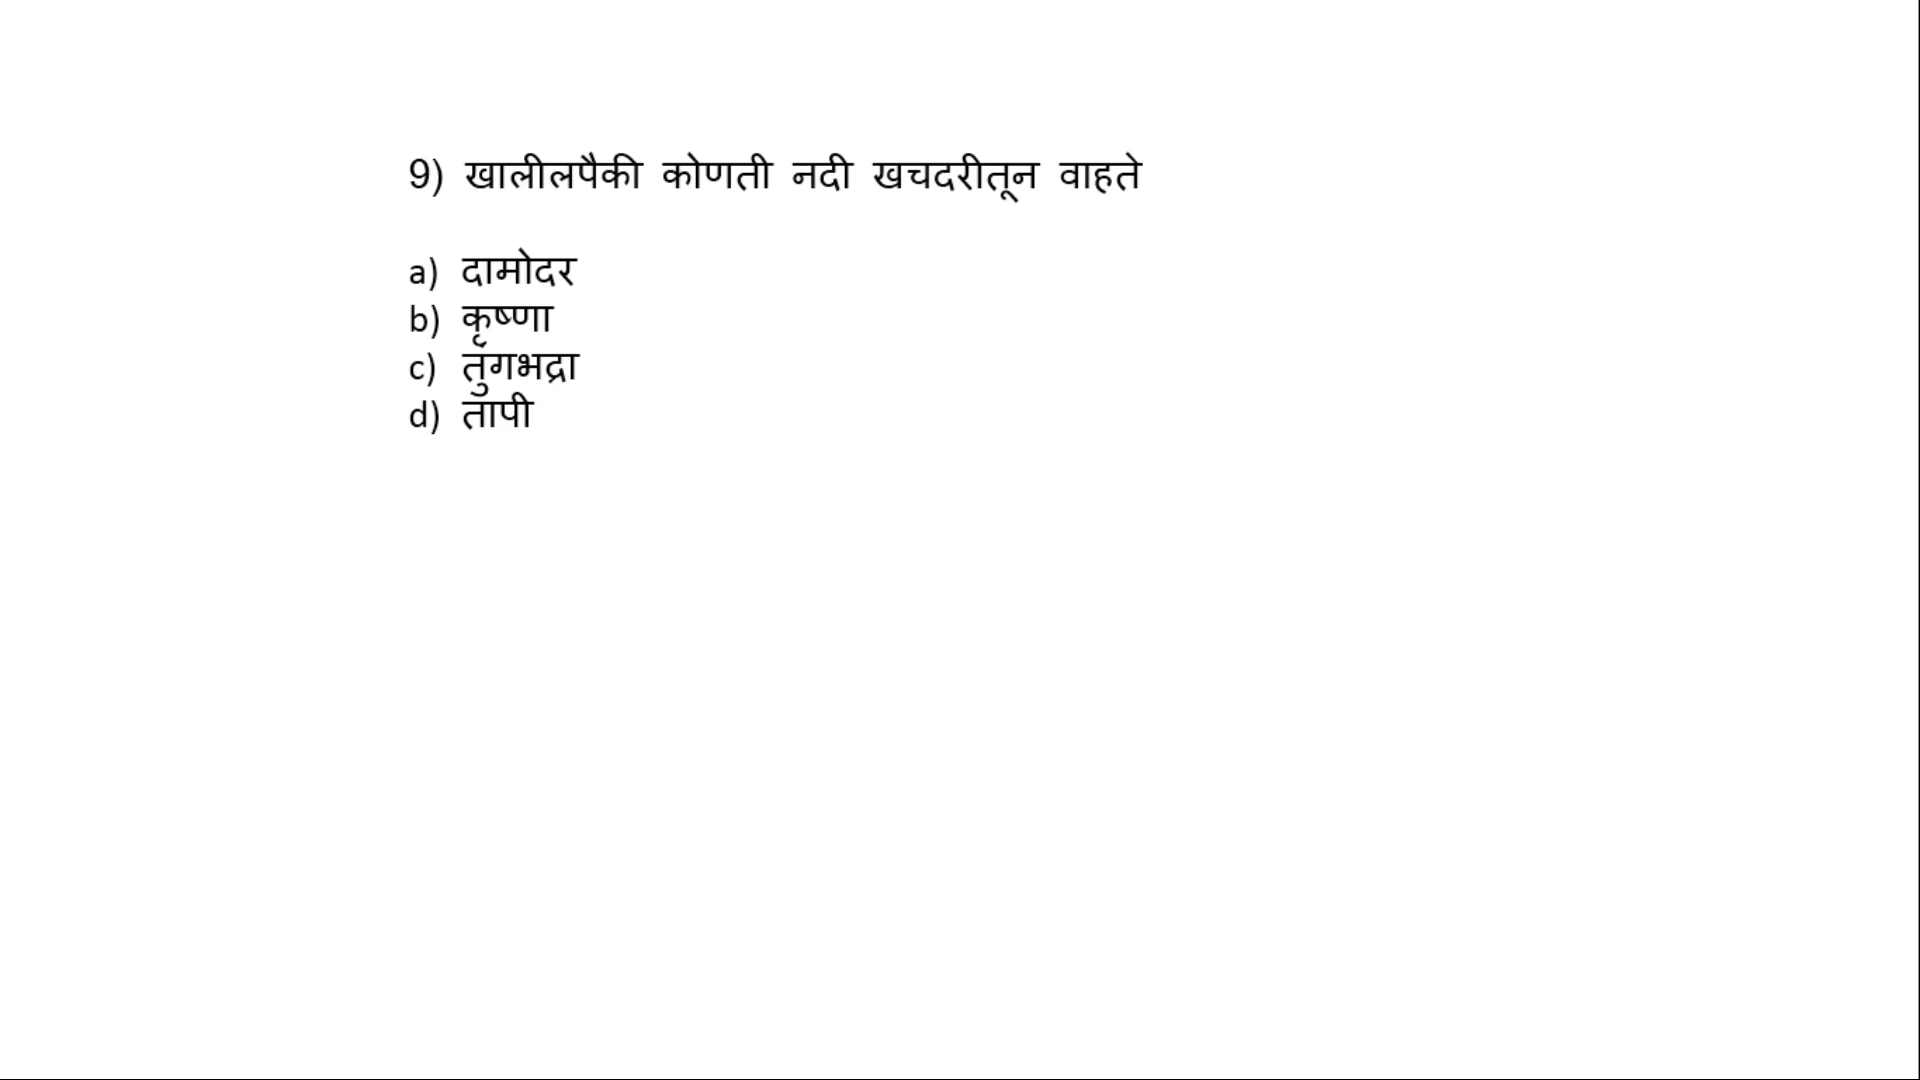 9) खालीलपैकी कोणती नदी खचदरीतून वाहते
a) दामोदर
b) कृष्णा
c) तुंगभद्रा
d) तापी